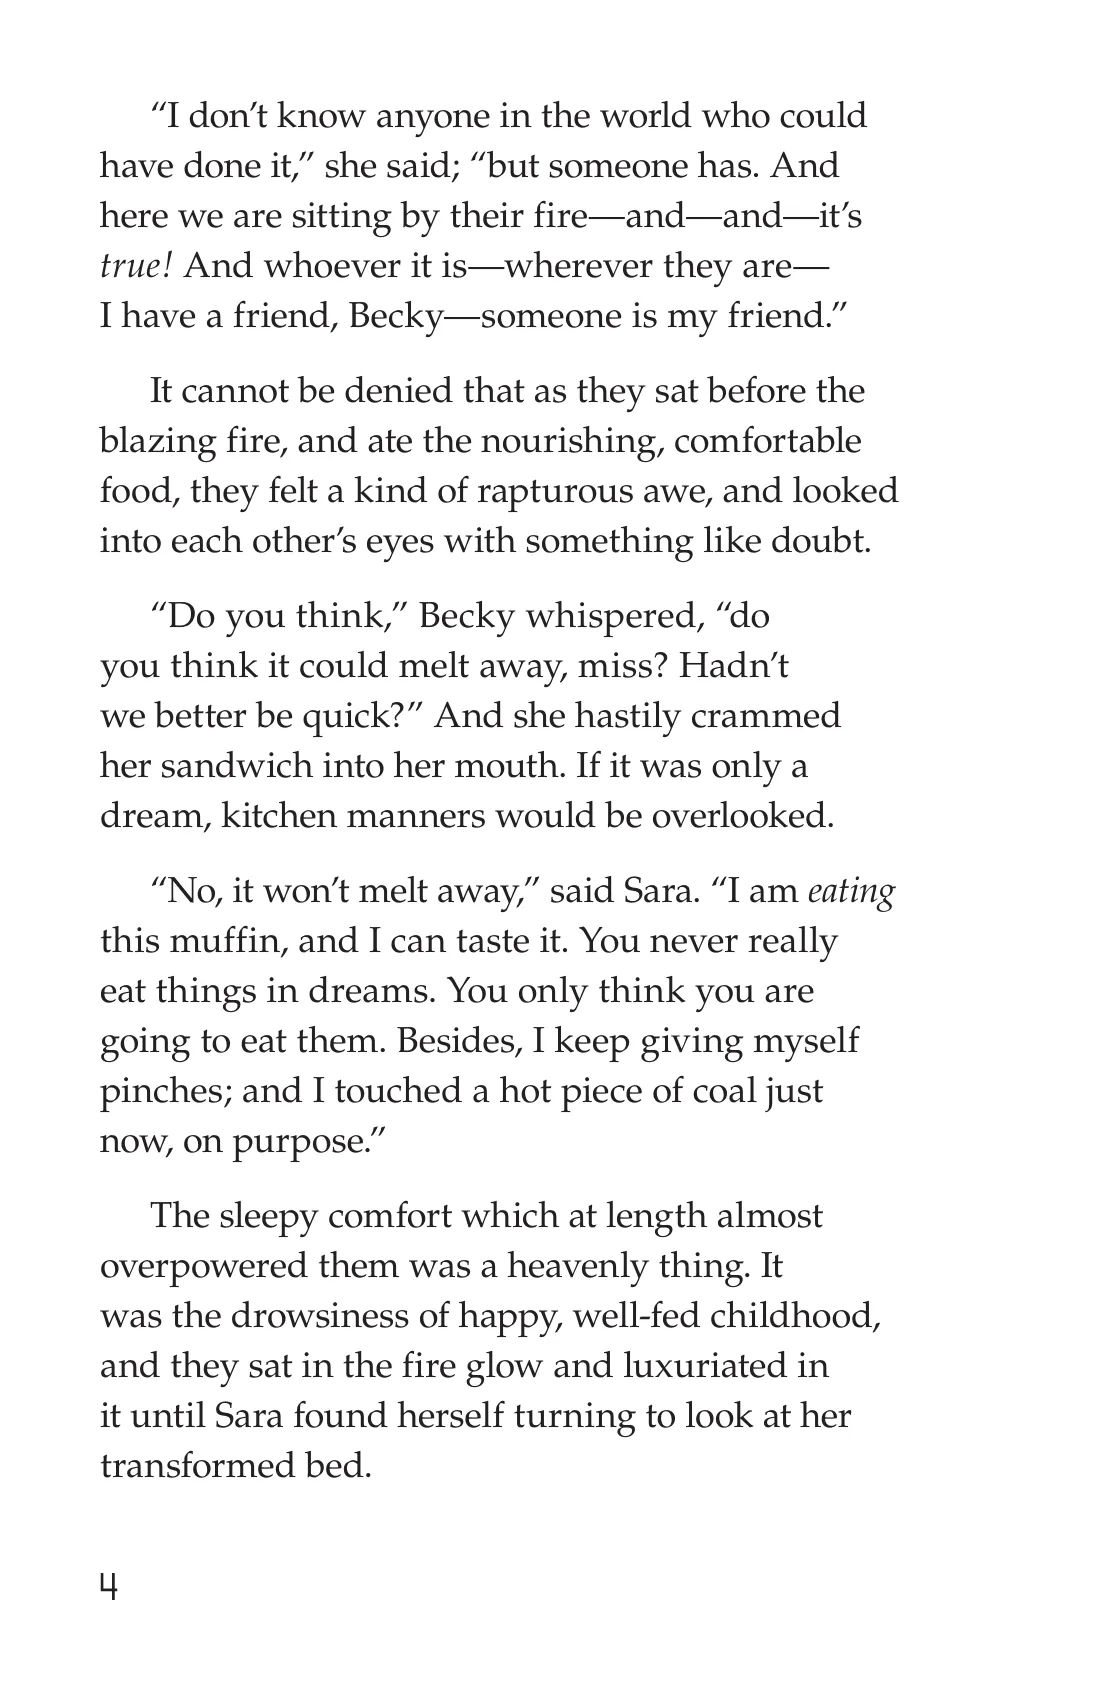 “I don’t know anyone in the world who could
have done it,” she said; “but someone has. And
here we are sitting by their fire—and—and—it’s
true! And whoever it is—wherever they are—
I have a friend, Becky—someone is my friend.”
It cannot be denied that as they sat before the
blazing fire, and ate the nourishing, comfortable
food, they felt a kind of rapturous awe, and looked
into each other’s eyes with something like doubt.
“Do you think,” Becky whispered, “do
you think it could melt away, miss? Hadn’t
we better be quick?” And she hastily crammed
her sandwich into her mouth. If it was only a
dream, kitchen manners would be overlooked.
“No, it won’t melt away,” said Sara. “I am eating
this muffin, and I can taste it. You never really
eat things in dreams. You only think you are
going to eat them. Besides, I keep giving myself
pinches; and I touched a hot piece of coal just
now, on purpose.”
The sleepy comfort which at length almost
overpowered them was a heavenly thing. It
was the drowsiness of happy, well-fed childhood,
and they sat in the fire glow and luxuriated in
it until Sara found herself turning to look at her
transformed bed.
4